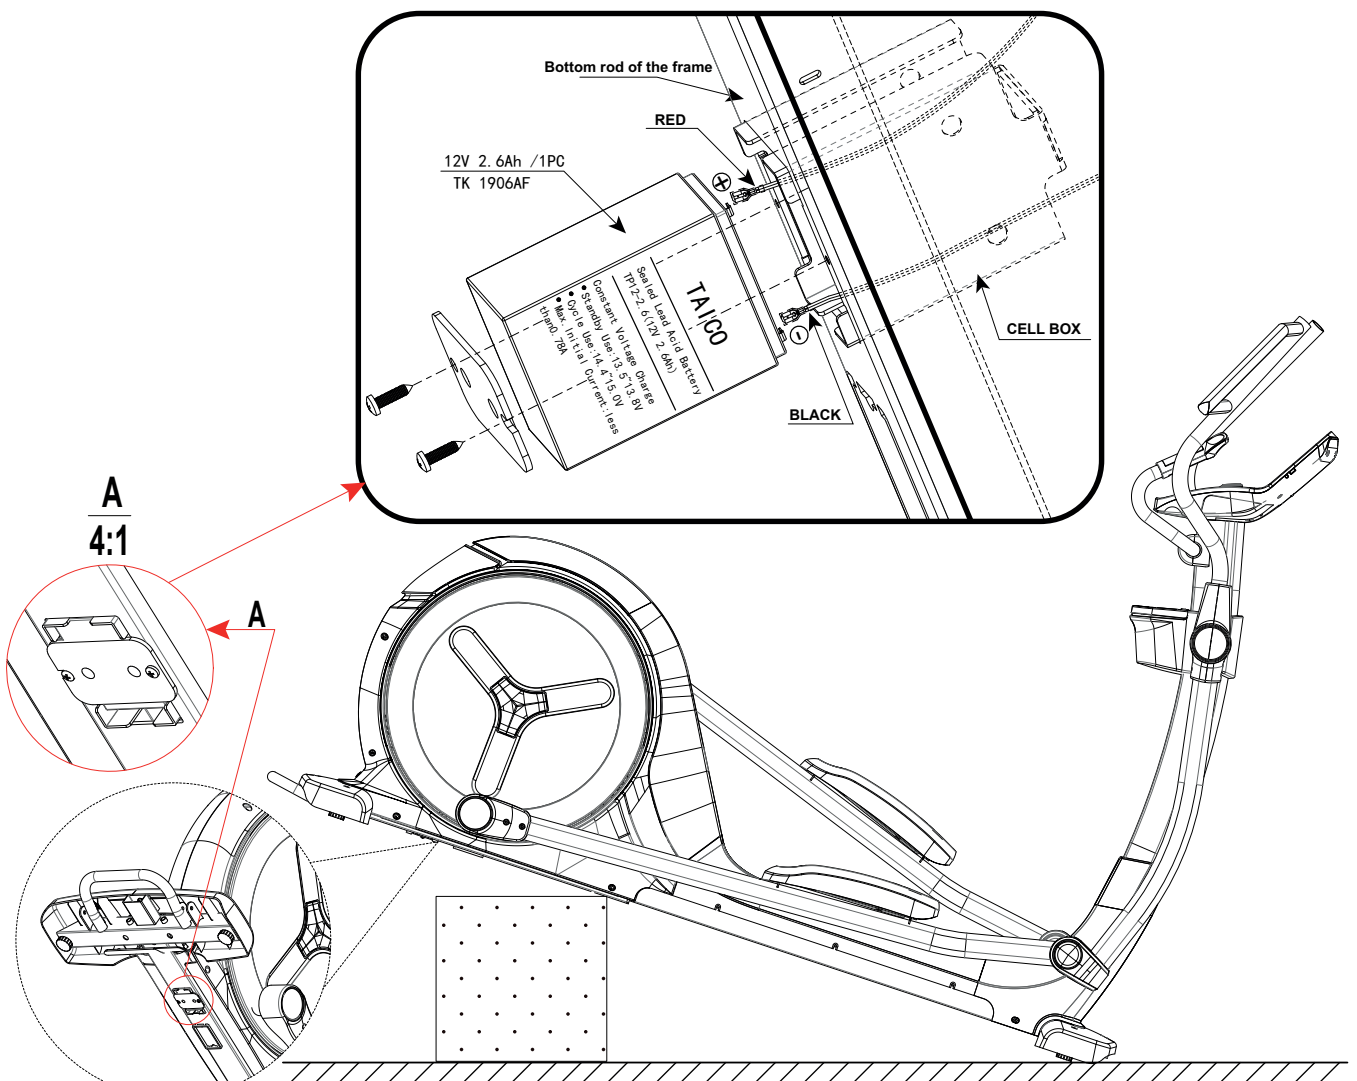 Bottom rod of the frame
RED
12V 2.6Ah /1PC
TK 1906AF
+
TAICO
Sealed Lead Acid Battery
TP12-2.6(12V 2.6Ah)
Constant Voltage Charge
• Standby Use:13.5~13.8V
• Cycle Use:14.4~15.0V
• Max. Initial Current:less
than0.78A
-
CELL BOX
BLACK
A
4:1
A